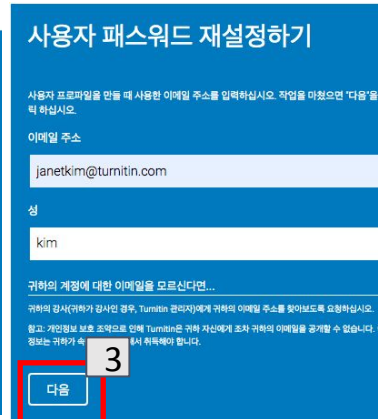 사용자 패스워드 재설정하기
사용자 프로파일을 만들 때 사용한 이메일 주소를 입력하십시오. 작업을 마쳤으면 "다음"을
릭 하십시오.
이메일 주소
janetkim@turnitin.com
성
kim
귀하의 계정에 대한 이메일을 모르신다면...
귀하의 강사(귀하가 강사인 경우, Turnitin 관리자)에게 귀하의 이메일 주소를 찾아보도록 요청하십시오.
참고: 개인정보 보호 조약으로 인해 Turnitin은 귀하 자신에게 조차 귀하의 이메일을 공개할 수 없습니다.
정보는 귀하가 속 에서 취득해야 합니다.
3
다음